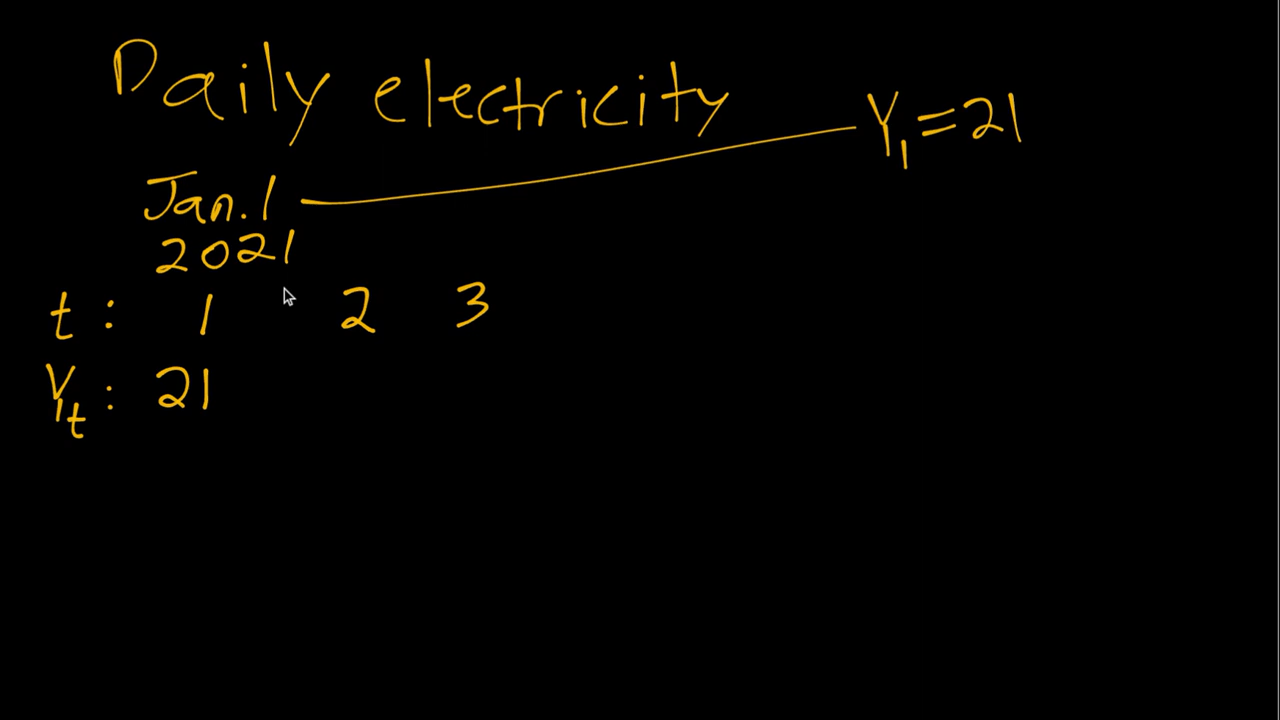 Daily electricity
Y₁ = 21
Jan. 1
2021
t : 1 2 3
Yₜ : 21